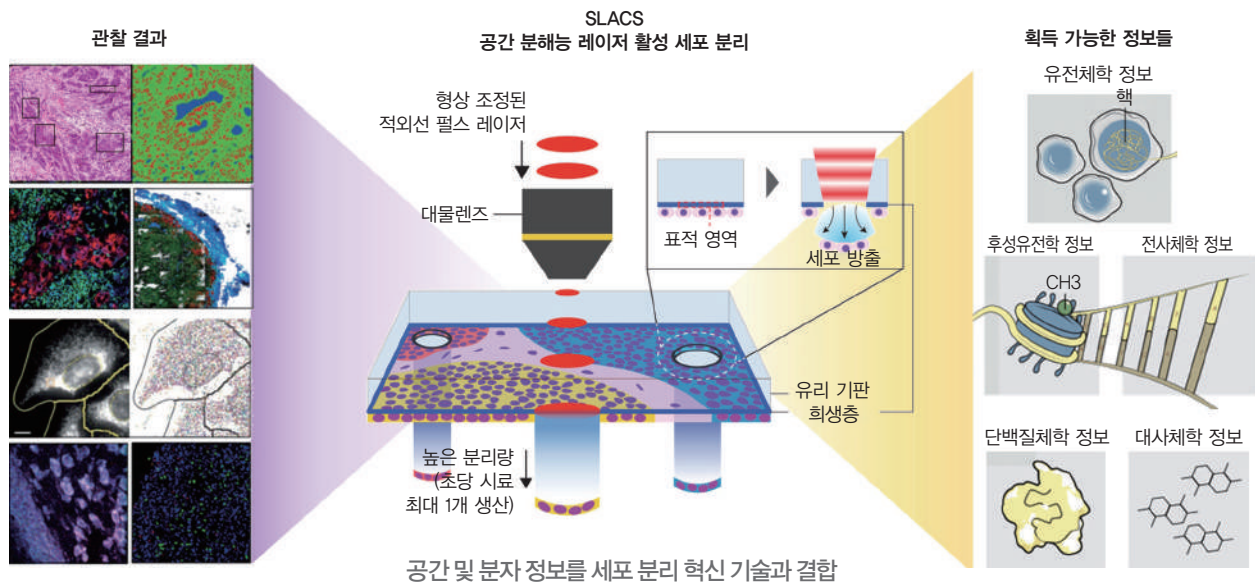 관찰 결과
SLACS
공간 분해능 레이저 활성 세포 분리
획득 가능한 정보들
형상 조정된
적외선 펄스 레이저
대물렌즈
표적 영역
세포 방출
유리 기판
희생층
높은 분리량
(초당 시료
최대 1개 생산)
유전체학 정보
핵
후성유전학 정보
전사체학 정보
CH3
단백질체학 정보
대사체학 정보
공간 및 분자 정보를 세포 분리 혁신 기술과 결합